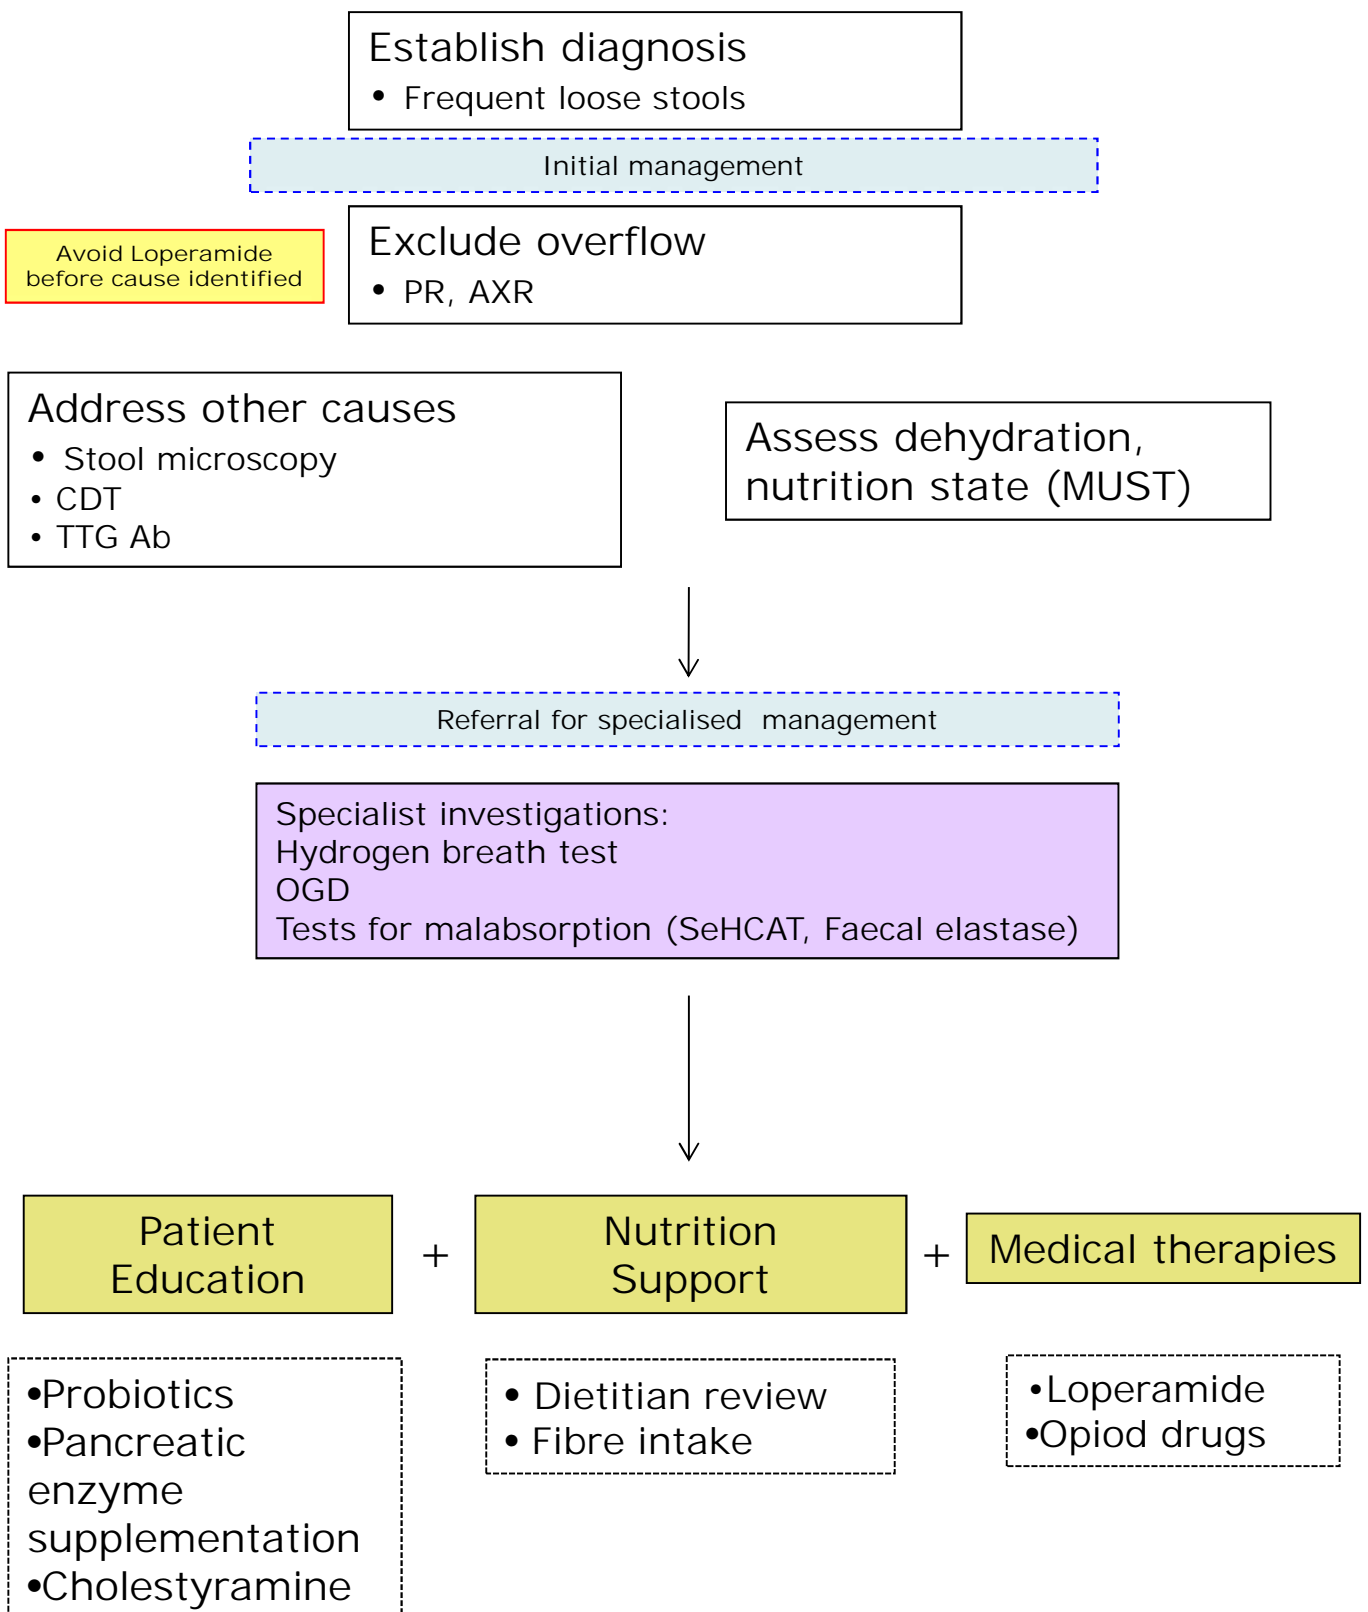 Establish diagnosis
• Frequent loose stools
Initial management
Avoid Loperamide
before cause identified
Exclude overflow
• PR, AXR
Address other causes
• Stool microscopy
• CDT
• TTG Ab
Assess dehydration,
nutrition state (MUST)
Referral for specialised management
Specialist investigations:
Hydrogen breath test
OGD
Tests for malabsorption (SeHCAT, Faecal elastase)
Patient
Education
+
Nutrition
Support
+
Medical therapies
•Probiotics
•Pancreatic
enzyme
supplementation
•Cholestyramine
• Dietitian review
• Fibre intake
•Loperamide
•Opiod drugs